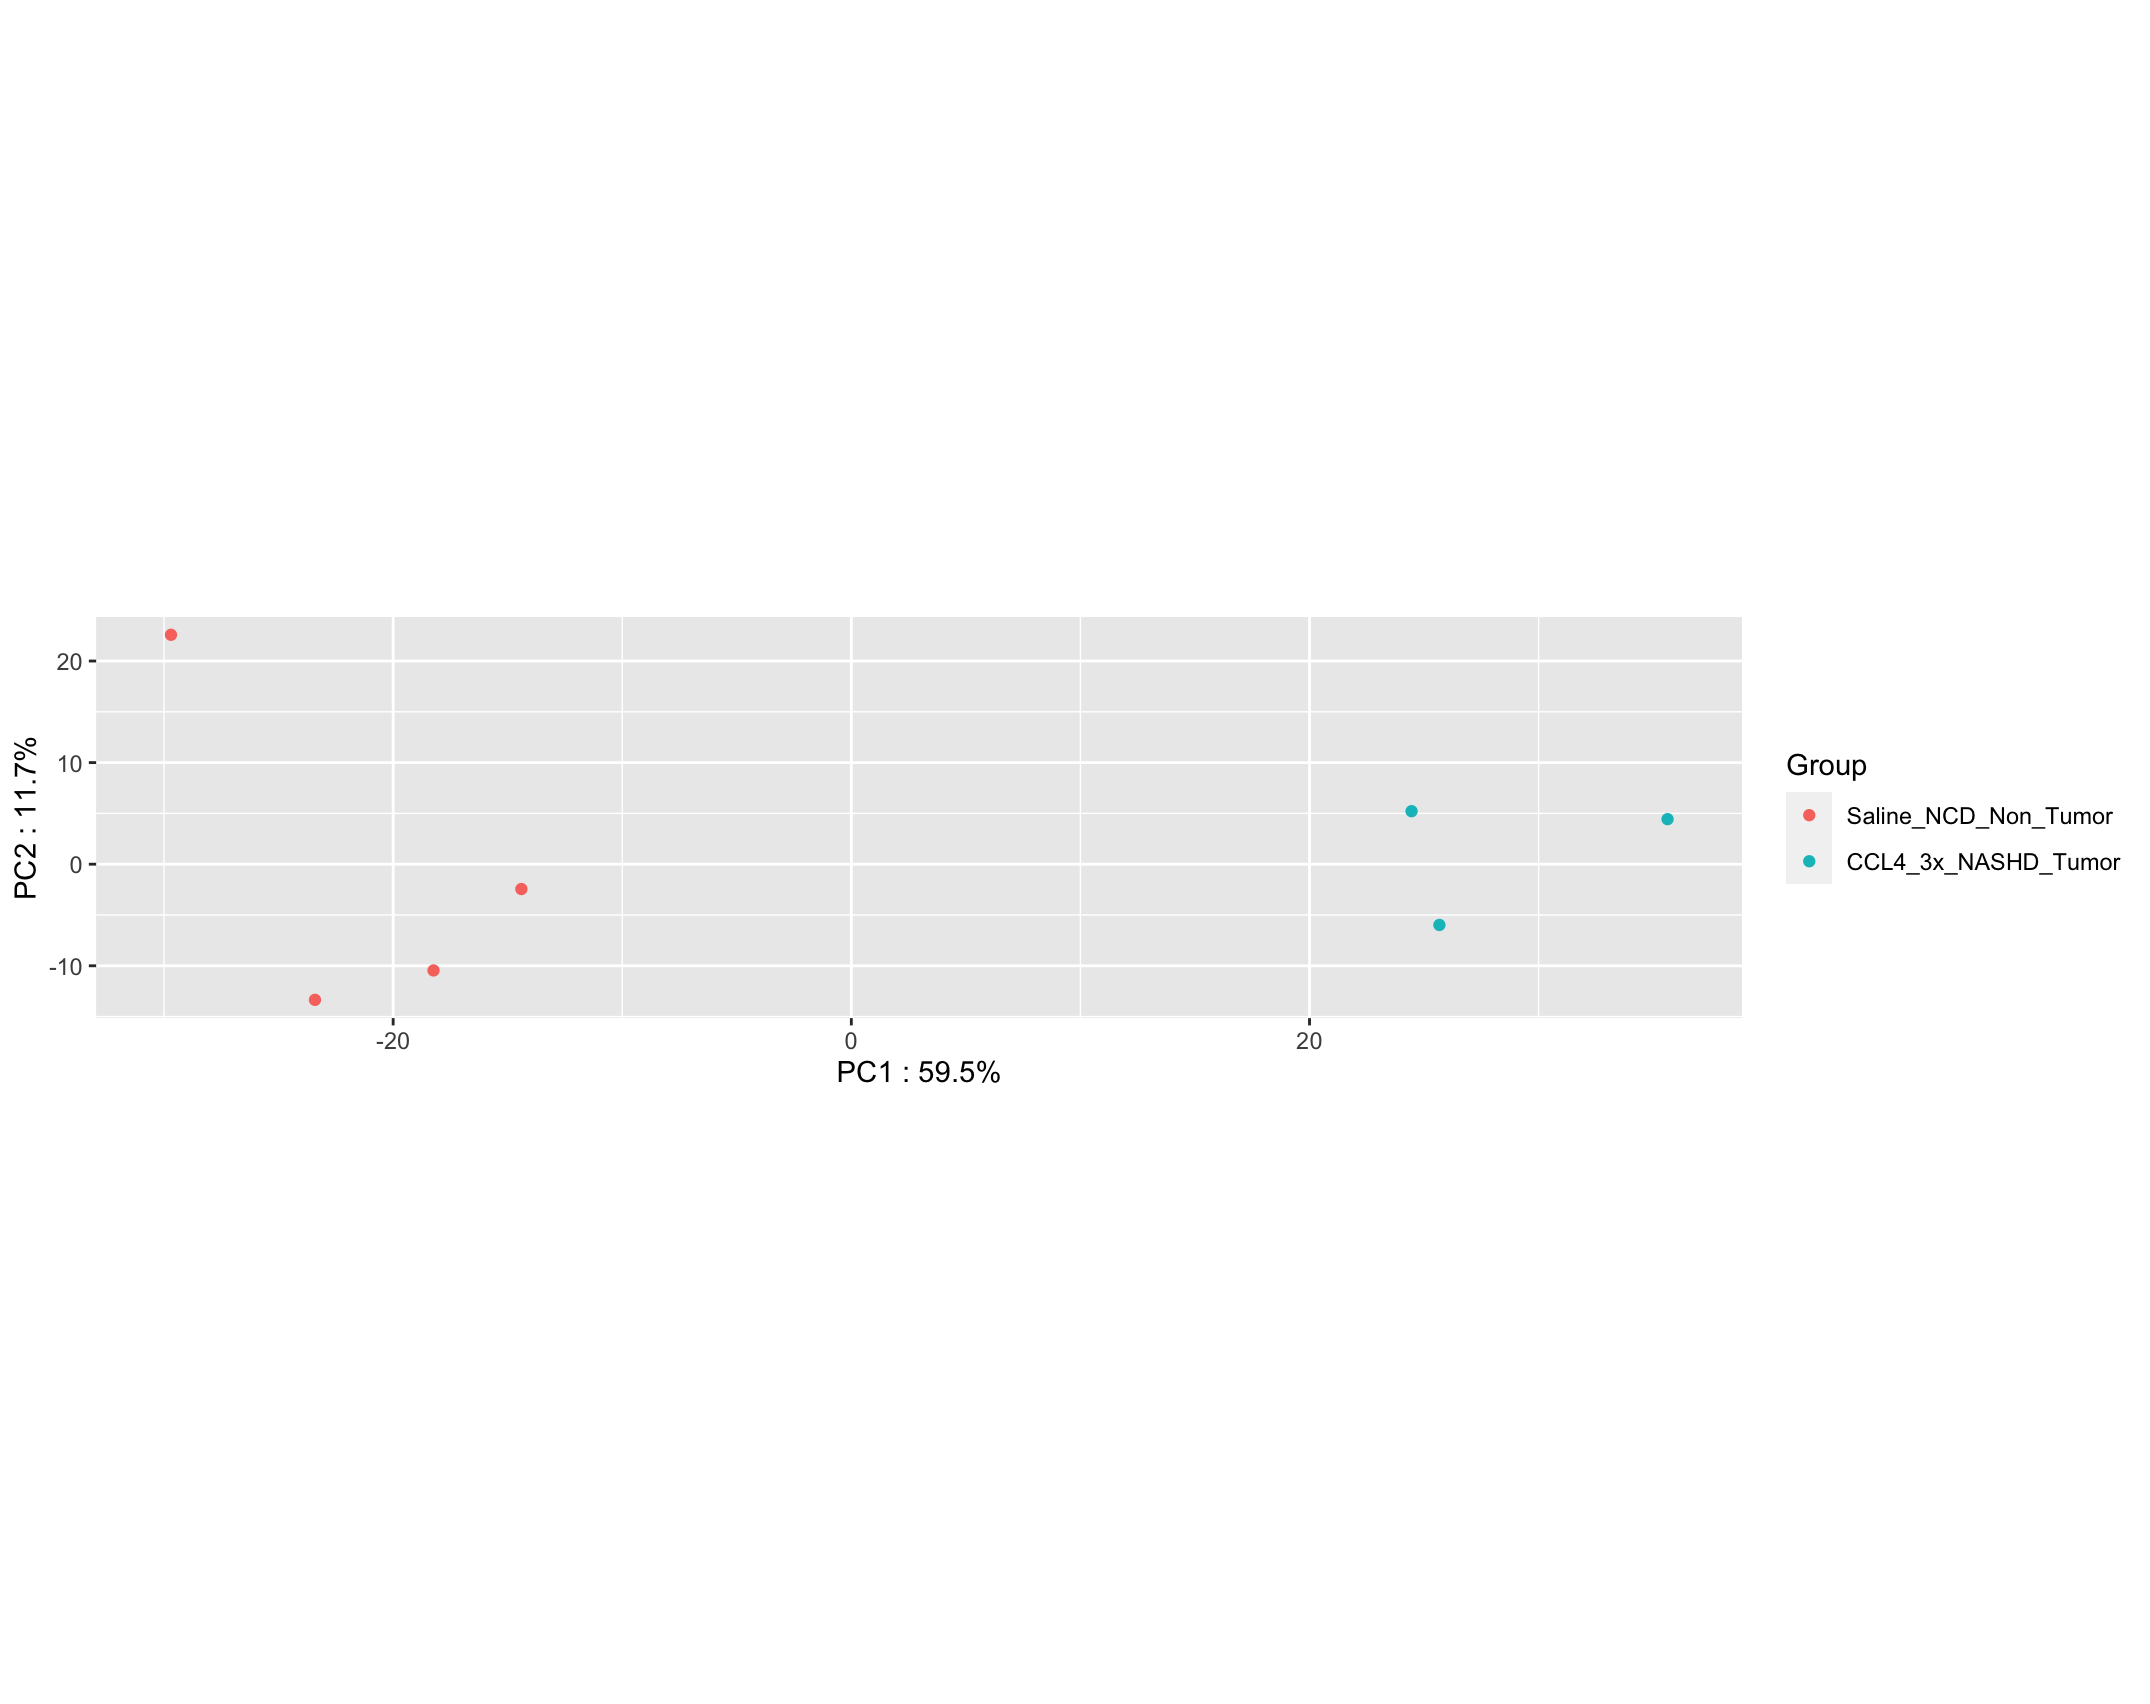 20
10
0
-10
PC2 : 11.7%
-20
0
20
PC1 : 59.5%
Group
Saline_NCD_Non_Tumor
CCL4_3x_NASHD_Tumor